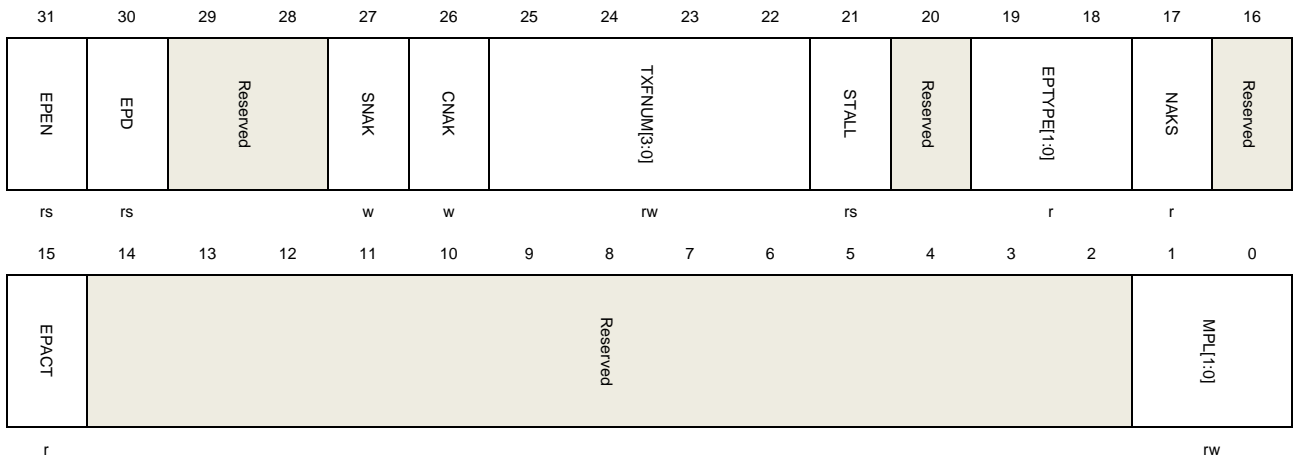 31 30 29 28 27 26 25 24 23 22 21 20 19 18 17 16
EPEN EPD Reserved SNAK CNAK TXFNUM[3:0] STALL Reserved EPTYPE[1:0] NAKS Reserved
rs rs w w rw rs r r
15 14 13 12 11 10 9 8 7 6 5 4 3 2 1 0
EPACT Reserved MPL[1:0]
r rw